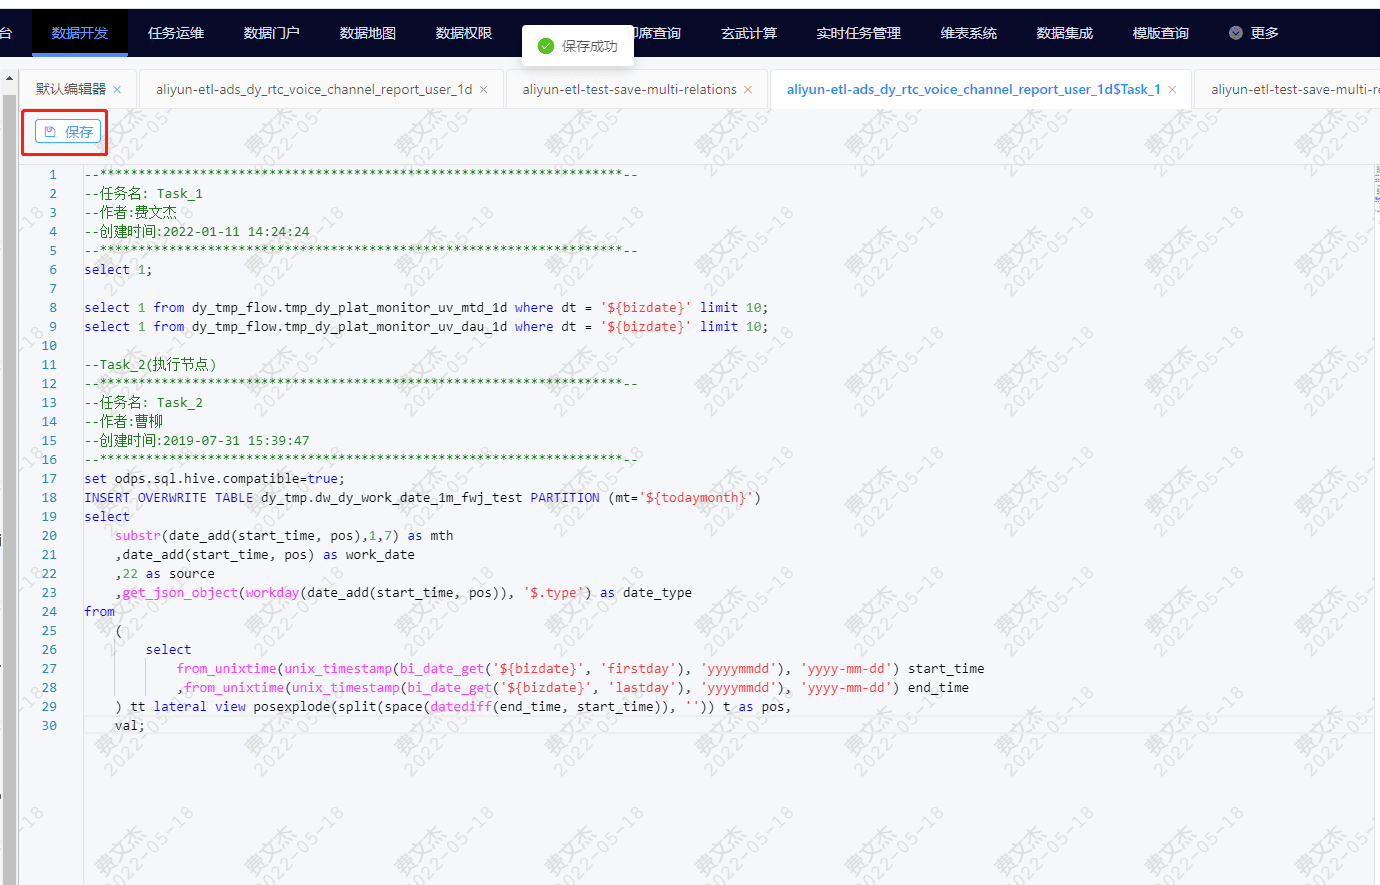 台 数据开发 任务运维 数据门户 数据地图 数据权限 即席查询 玄武计算 实时任务管理 维表系统 数据集成 模版查询 更多
保存成功
默认编辑器 × aliyun-etl-ads_dy_rtc_voice_channel_report_user_1d × aliyun-etl-test-save-multi-relations × aliyun-etl-ads_dy_rtc_voice_channel_report_user_1d$Task_1 × aliyun-etl-test-save-multi-re
保存
1 --********************************************************************--
2 --任务名: Task_1
3 --作者:费文杰
4 --创建时间:2022-01-11 14:24:24
5 --********************************************************************--
6 select 1;
7
8 select 1 from dy_tmp_flow.tmp_dy_plat_monitor_uv_mtd_1d where dt = '${bizdate}' limit 10;
9 select 1 from dy_tmp_flow.tmp_dy_plat_monitor_uv_dau_1d where dt = '${bizdate}' limit 10;
10
11 --Task_2(执行节点)
12 --********************************************************************--
13 --任务名: Task_2
14 --作者:曹柳
15 --创建时间:2019-07-31 15:39:47
16 --********************************************************************--
17 set odps.sql.hive.compatible=true;
18 INSERT OVERWRITE TABLE dy_tmp.dw_dy_work_date_1m_fwj_test PARTITION (mt='${todaymonth}')
19 select
20 substr(date_add(start_time, pos),1,7) as mth
21 ,date_add(start_time, pos) as work_date
22 ,22 as source
23 ,get_json_object(workday(date_add(start_time, pos)), '$.type') as date_type
24 from
25 (
26 select
27 from_unixtime(unix_timestamp(bi_date_get('${bizdate}', 'firstday'), 'yyyymmdd'), 'yyyy-mm-dd') start_time
28 ,from_unixtime(unix_timestamp(bi_date_get('${bizdate}', 'lastday'), 'yyyymmdd'), 'yyyy-mm-dd') end_time
29 ) tt lateral view posexplode(split(space(datediff(end_time, start_time)), '')) t as pos,
30 val;
费文杰
2022-05-18